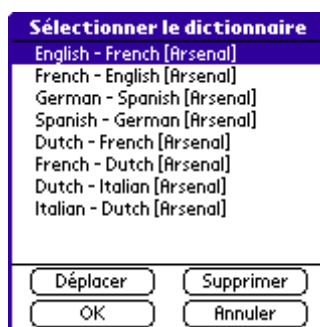 Sélectionner le dictionnaire
English - French [Arsenal]
French - English [Arsenal]
German - Spanish [Arsenal]
Spanish - German [Arsenal]
Dutch - French [Arsenal]
French - Dutch [Arsenal]
Dutch - Italian [Arsenal]
Italian - Dutch [Arsenal]
Déplacer Supprimer
OK Annuler